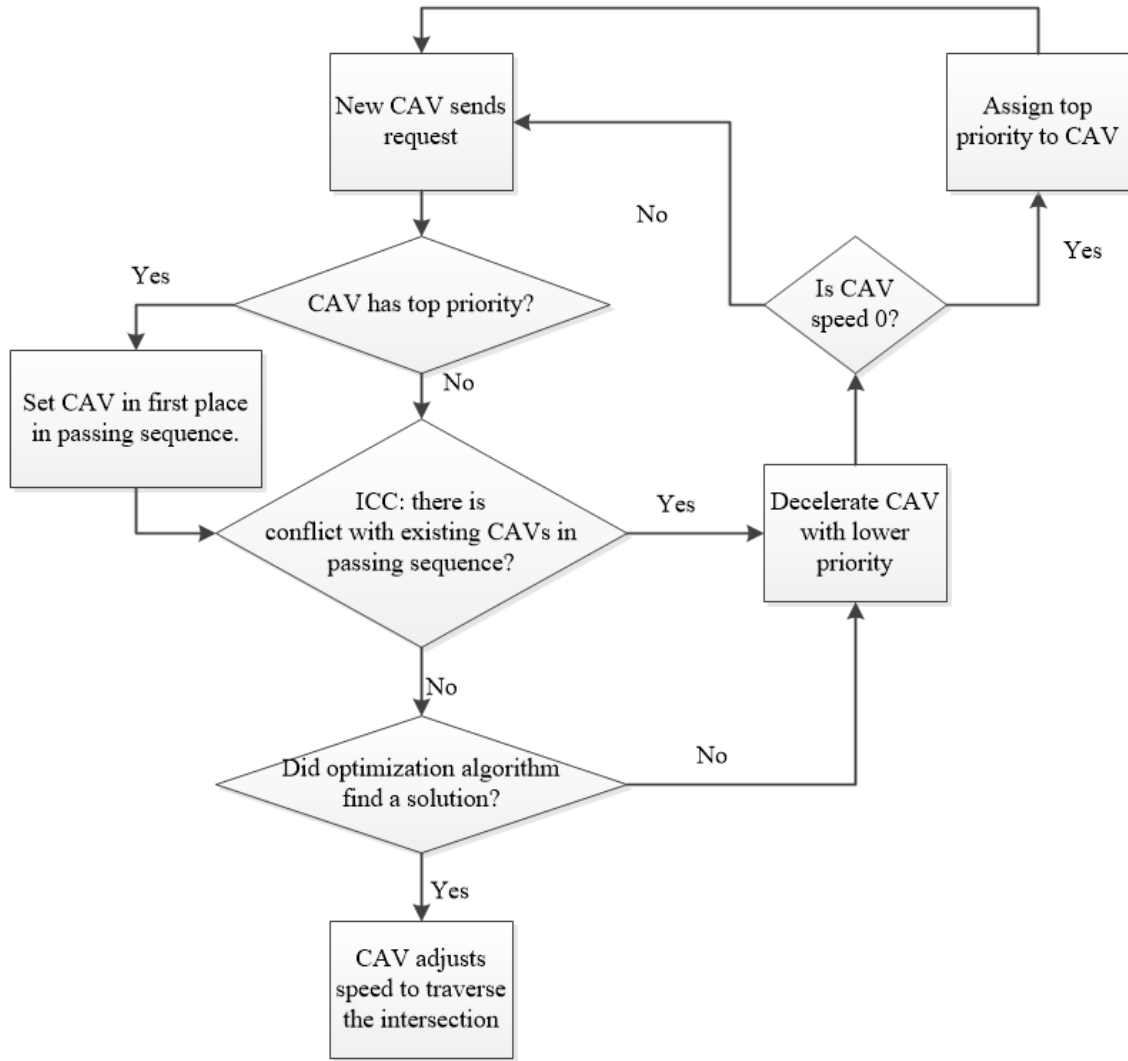 New CAV sends
request
Assign top
priority to CAV
No
Yes
Yes
CAV has top priority?
Is CAV
speed 0?
Set CAV in first place
in passing sequence.
No
ICC: there is
conflict with existing CAVs in
passing sequence?
Yes
Decelerate CAV
with lower
priority
No
Did optimization algorithm
find a solution?
No
Yes
CAV adjusts
speed to traverse
the intersection